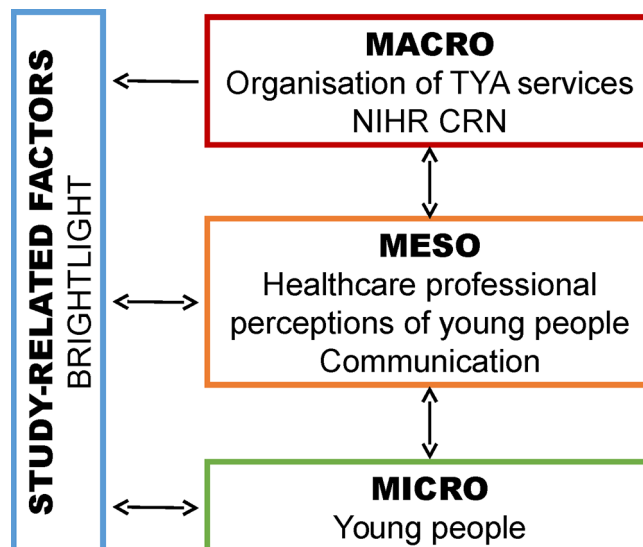 STUDY-RELATED FACTORS
BRIGHTLIGHT
MACRO
Organisation of TYA services
NIHR CRN
MESO
Healthcare professional
perceptions of young people
Communication
MICRO
Young people